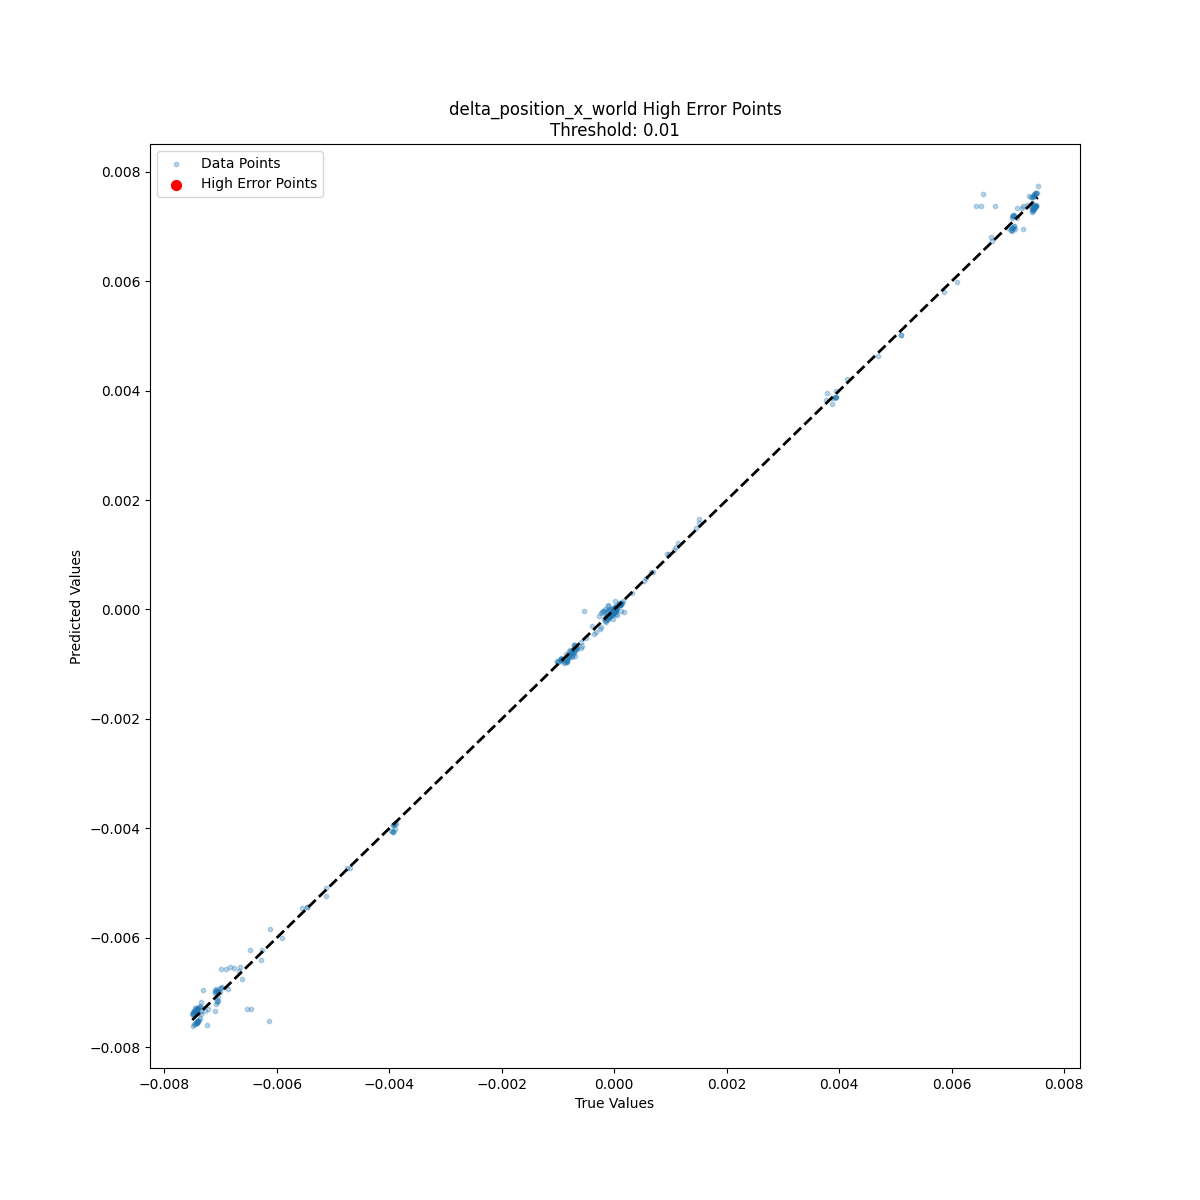 delta_position_x_world High Error Points
Threshold: 0.01
Data Points
High Error Points
0.008
0.006
0.004
0.002
0.000
−0.002
−0.004
−0.006
−0.008
Predicted Values
−0.008 −0.006 −0.004 −0.002 0.000 0.002 0.004 0.006 0.008
True Values